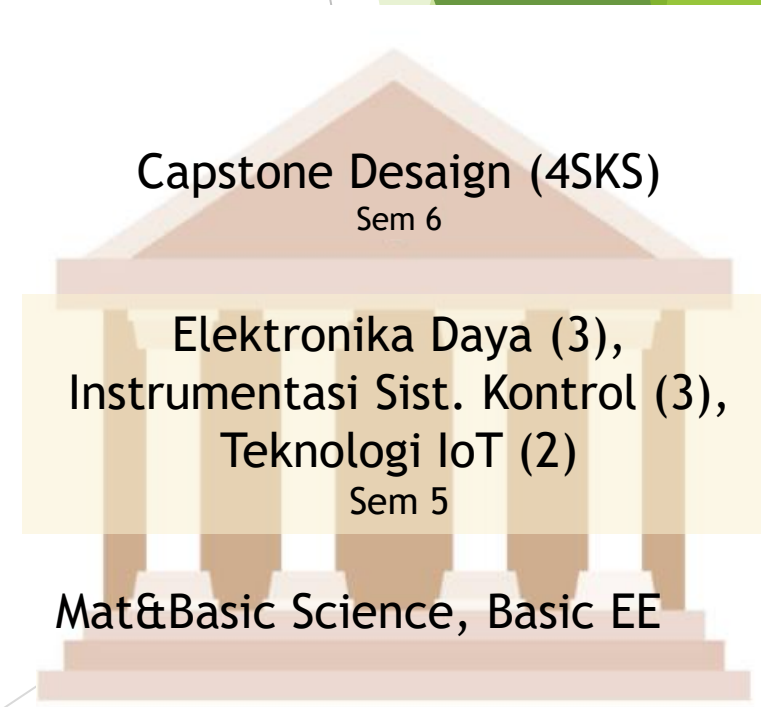 Capstone Desaign (4SKS)
Sem 6
Elektronika Daya (3),
Instrumentasi Sist. Kontrol (3),
Teknologi IoT (2)
Sem 5
Mat&Basic Science, Basic EE